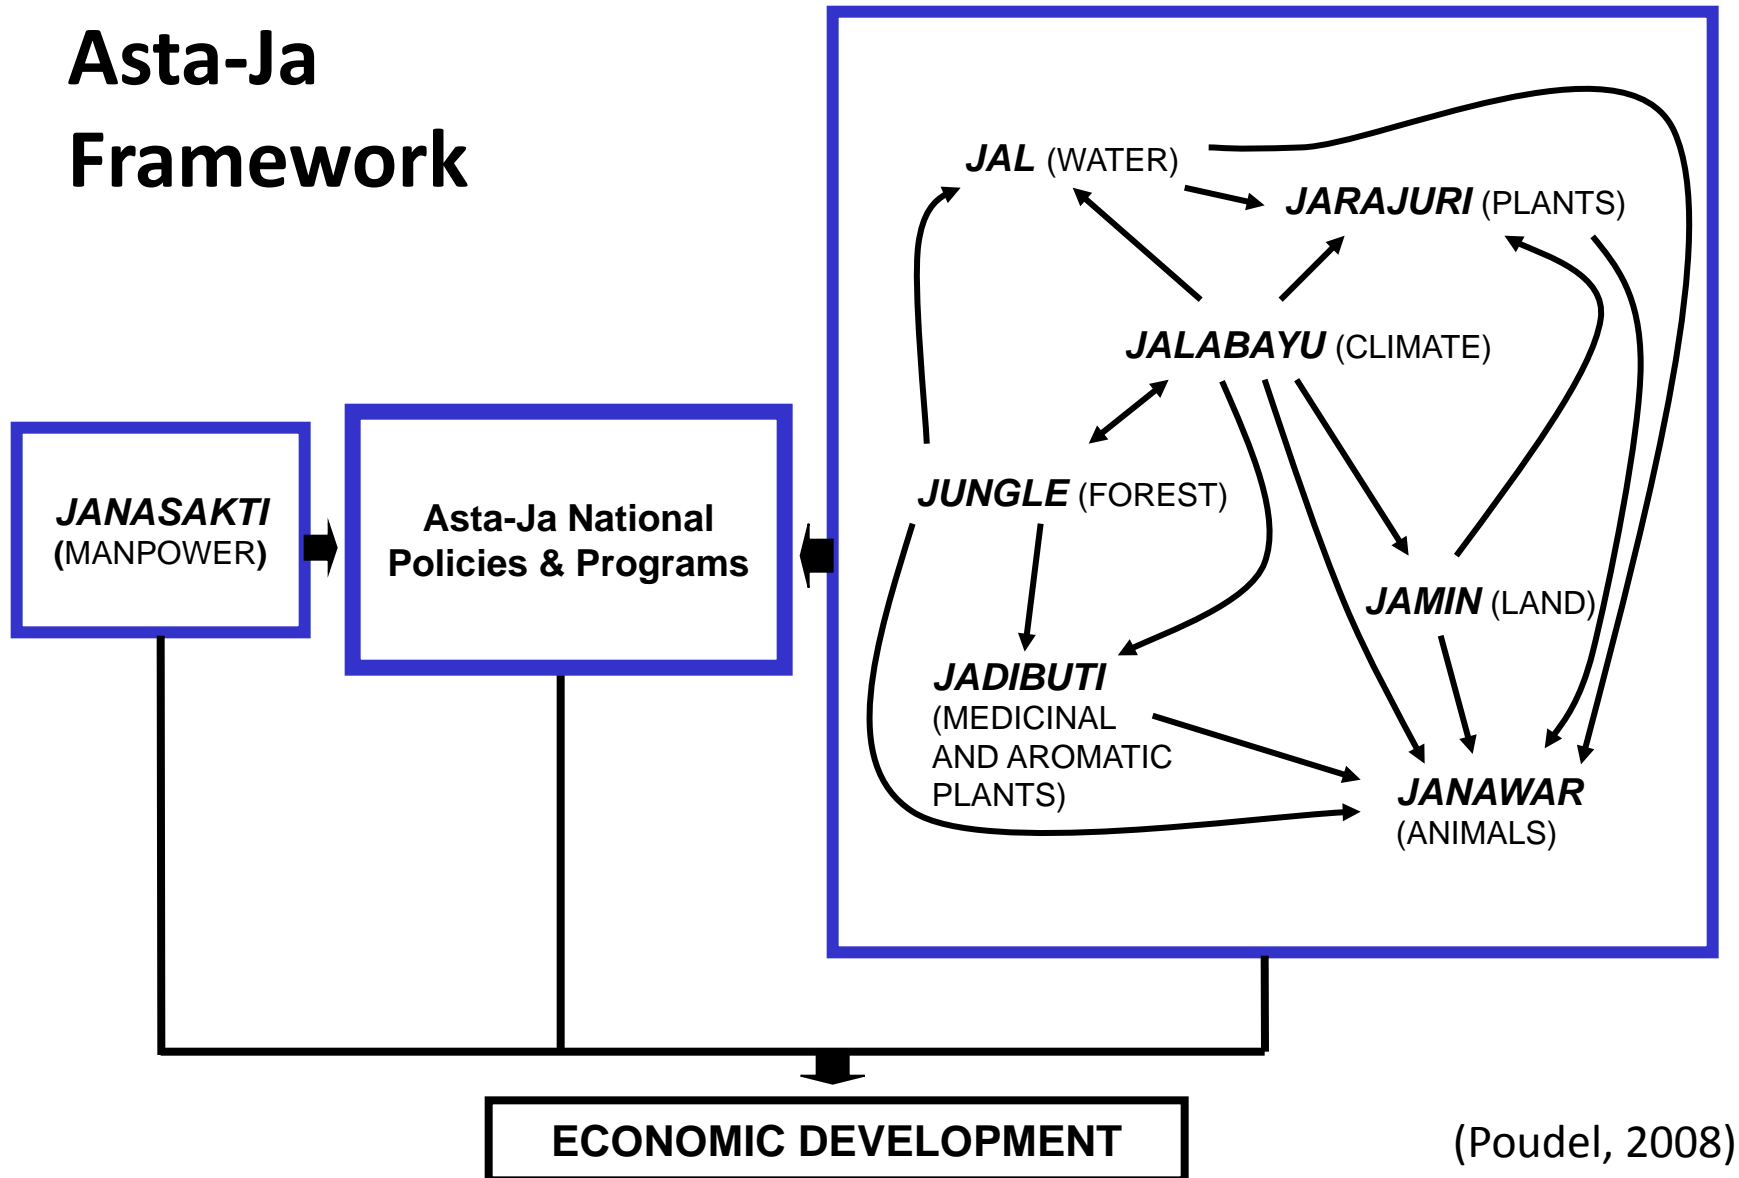 Asta-Ja
Framework
JAL (WATER)
JARAJURI (PLANTS)
JALABAYU (CLIMATE)
JUNGLE (FOREST)
JAMIN (LAND)
JADIBUTI
(MEDICINAL
AND AROMATIC
PLANTS)
JANAWAR
(ANIMALS)
JANASAKTI
(MANPOWER)
Asta-Ja National
Policies & Programs
ECONOMIC DEVELOPMENT
(Poudel, 2008)